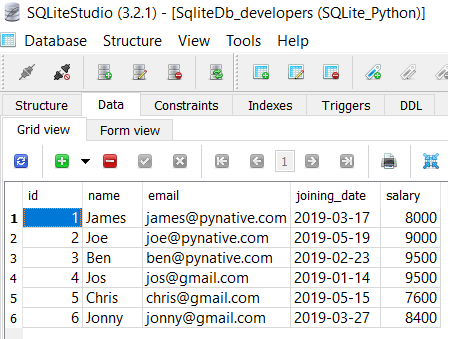 SQLiteStudio (3.2.1) - [SqliteDb_developers (SQLite_Python)]
Database Structure View Tools Help
Structure Data Constraints Indexes Triggers DDL
Grid view Form view
1
id name email joining_date salary
1 1 James james@pynative.com 2019-03-17 8000
2 2 Joe joe@pynative.com 2019-05-19 9000
3 3 Ben ben@pynative.com 2019-02-23 9500
4 4 Jos jos@gmail.com 2019-01-14 9500
5 5 Chris chris@gmail.com 2019-05-15 7600
6 6 Jonny jonny@gmail.com 2019-03-27 8400